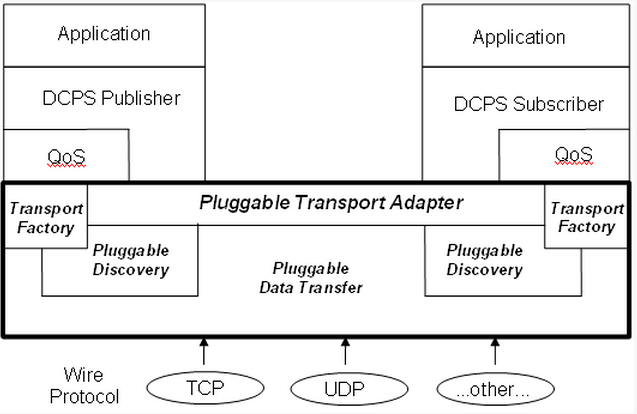 Application
Application
DCPS Publisher
DCPS Subscriber
QoS
QoS
Transport
Factory
Pluggable Transport Adapter
Transport
Factory
Pluggable
Discovery
Pluggable
Data Transfer
Pluggable
Discovery
Wire
Protocol
TCP
UDP
...other...